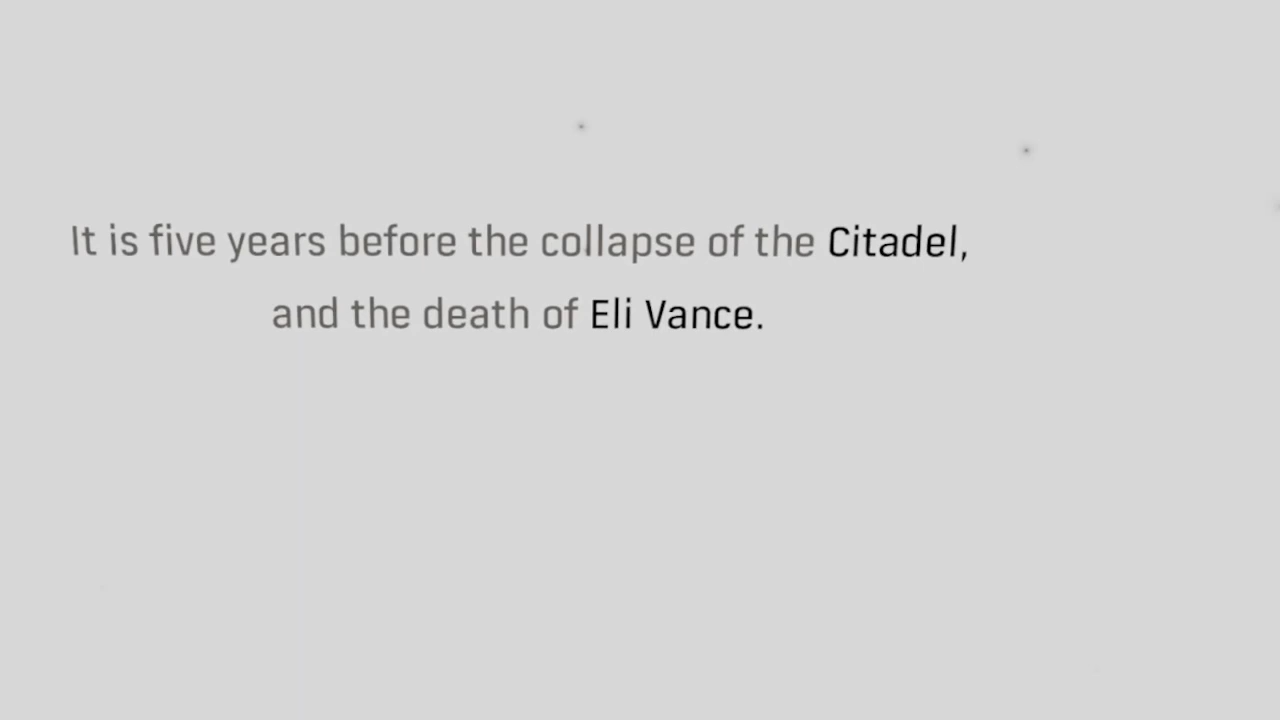 It is five years before the collapse of the Citadel,
and the death of Eli Vance.